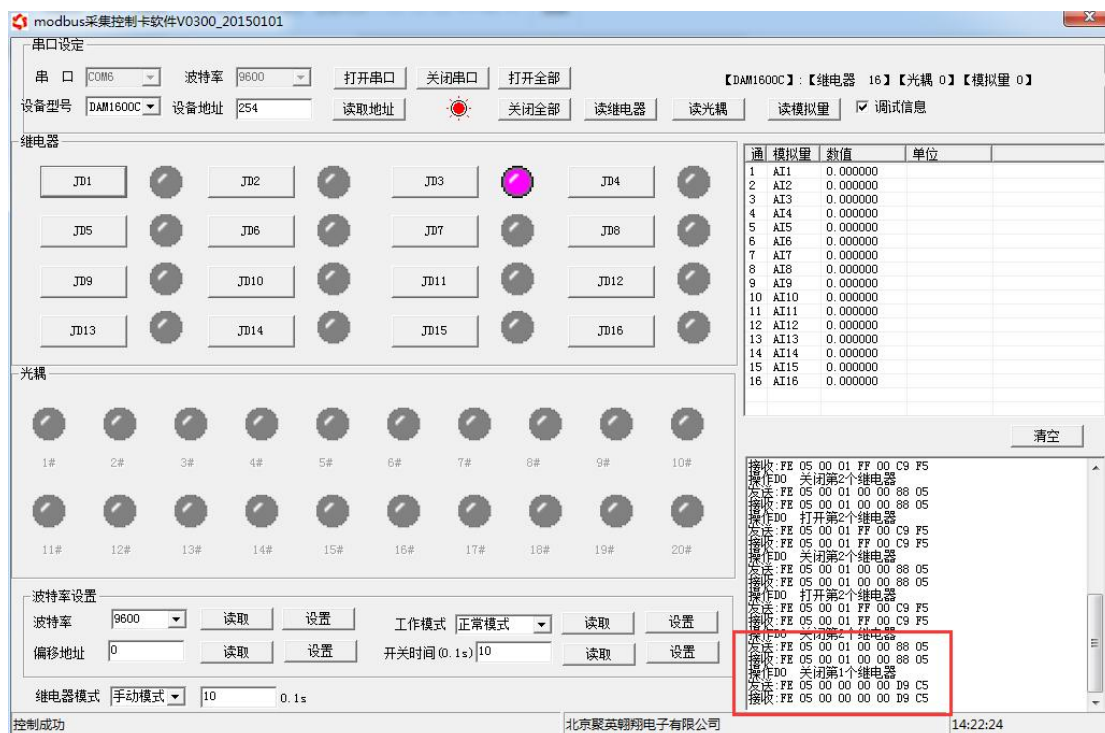 modbus采集控制卡软件V0300_20150101
串口设定
串 口 COM6 波特率 9600 打开串口 关闭串口 打开全部 【DAM1600C】:【继电器 16】【光耦 0】【模拟量 0】
设备型号 DAM1600C 设备地址 254 读取地址 关闭全部 读继电器 读光耦 读模拟量 调试信息
继电器
JD1 JD2 JD3 JD4
JD5 JD6 JD7 JD8
JD9 JD10 JD11 JD12
JD13 JD14 JD15 JD16
通 模拟量 数值 单位
1 AI1 0.000000
2 AI2 0.000000
3 AI3 0.000000
4 AI4 0.000000
5 AI5 0.000000
6 AI6 0.000000
7 AI7 0.000000
8 AI8 0.000000
9 AI9 0.000000
10 AI10 0.000000
11 AI11 0.000000
12 AI12 0.000000
13 AI13 0.000000
14 AI14 0.000000
15 AI15 0.000000
16 AI16 0.000000
清空
光耦
1# 2# 3# 4# 5# 6# 7# 8# 9# 10#
11# 12# 13# 14# 15# 16# 17# 18# 19# 20#
接收:FE 05 00 01 FF 00 C9 F5
操作DO 关闭第2个继电器
发送:FE 05 00 01 00 00 88 05
接收:FE 05 00 01 00 00 88 05
操作DO 打开第2个继电器
发送:FE 05 00 01 FF 00 C9 F5
接收:FE 05 00 01 FF 00 C9 F5
操作DO 关闭第2个继电器
发送:FE 05 00 01 00 00 88 05
接收:FE 05 00 01 00 00 88 05
操作DO 打开第2个继电器
发送:FE 05 00 01 FF 00 C9 F5
接收:FE 05 00 01 FF 00 C9 F5
操作DO 关闭第2个继电器
发送:FE 05 00 01 00 00 88 05
接收:FE 05 00 01 00 00 88 05
操作DO 关闭第1个继电器
发送:FE 05 00 00 00 00 D9 C5
接收:FE 05 00 00 00 00 D9 C5
波特率设置
波特率 9600 读取 设置 工作模式 正常模式 读取 设置
偏移地址 0 读取 设置 开关时间(0.1s) 10 读取 设置
继电器模式 手动模式 10 0.1s
控制成功 北京聚英翱翔电子有限公司 14:22:24